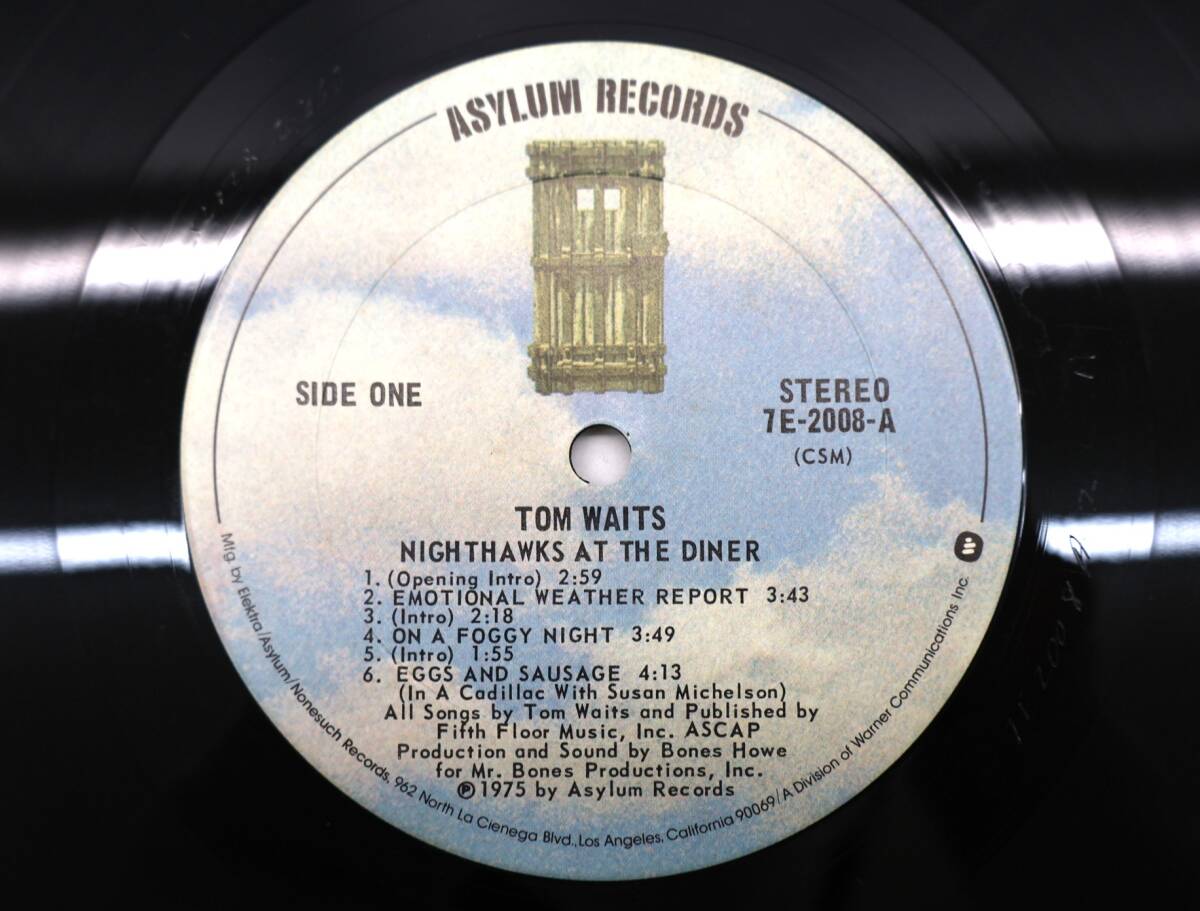 ASYLUM RECORDS
SIDE ONE
STEREO
7E-2008-A
(CSM)
TOM WAITS
NIGHTHAWKS AT THE DINER
1. (Opening Intro) 2:59
2. EMOTIONAL WEATHER REPORT 3:43
3. (Intro) 2:18
4. ON A FOGGY NIGHT 3:49
5. (Intro) 1:55
6. EGGS AND SAUSAGE 4:13
(In A Cadillac With Susan Michelson)
All Songs by Tom Waits and Published by
Fifth Floor Music, Inc. ASCAP
Production and Sound by Bones Howe
for Mr. Bones Productions, Inc.
℗1975 by Asylum Records
Mfg. by Elektra/Asylum/Nonesuch Records, 962 North La Cienega Blvd., Los Angeles, California 90069/A Division of Warner Communications Inc.